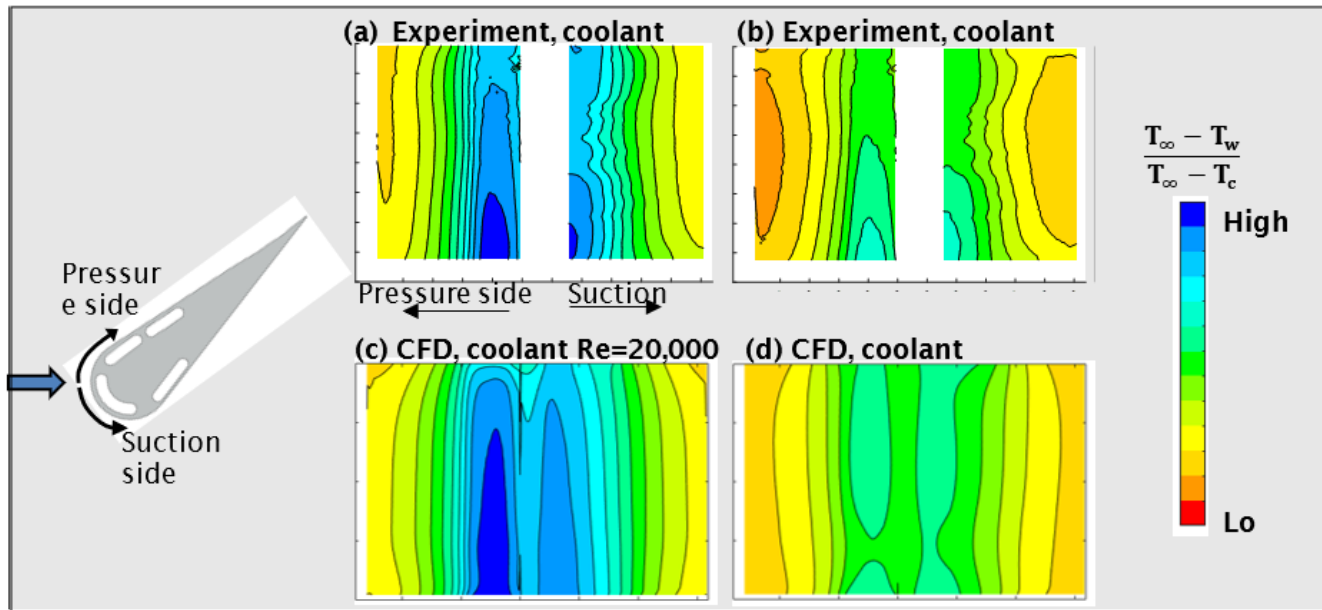 (a) Experiment, coolant
(b) Experiment, coolant
T∞ − Tw
T∞ − Tc
High
Lo
Pressur
e side
Suction
side
Pressure side
Suction
(c) CFD, coolant Re=20,000
(d) CFD, coolant